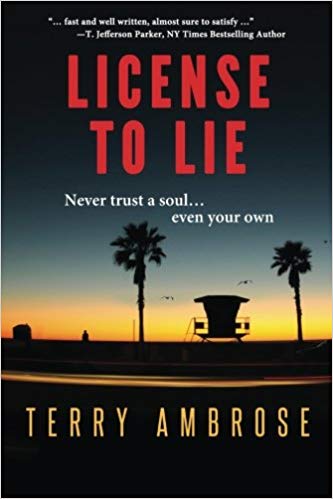 “... fast and well written, almost sure to satisfy ...”
—T. Jefferson Parker, NY Times Bestselling Author
LICENSE
TO LIE
Never trust a soul...
even your own
TERRY AMBROSE